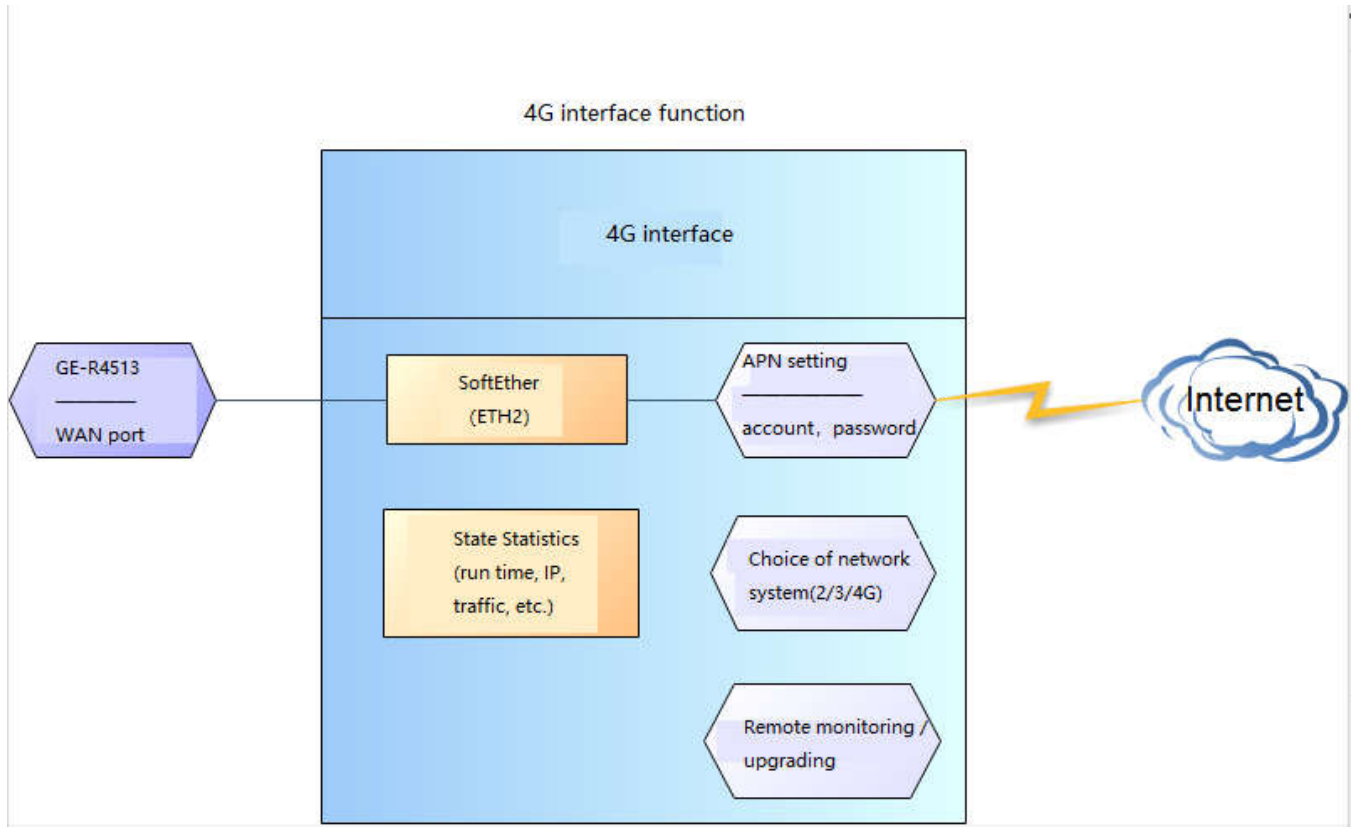 4G interface function
4G interface
GE-R4513
WAN port
SoftEther
(ETH2)
APN setting
account，password
Internet
State Statistics
(run time, IP,
traffic, etc.)
Choice of network
system(2/3/4G)
Remote monitoring /
upgrading